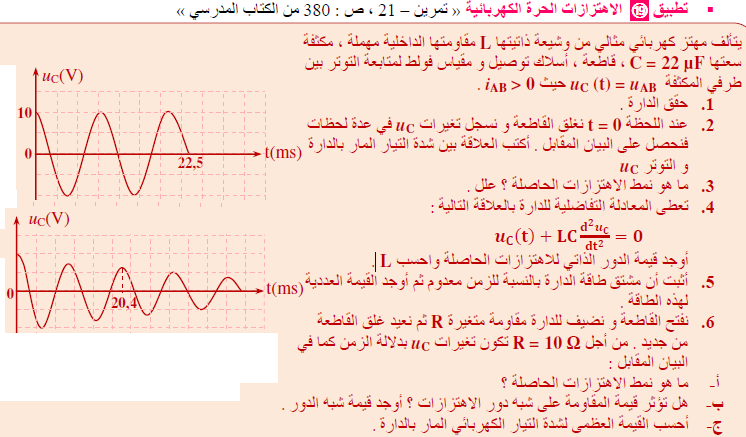 ▪ تطبيق 19 الاهتزازات الحرة الكهربائية « تمرين – 21 ، ص : 380 من الكتاب المدرسي »
يتألف مهتز كهربائي مثالي من وشيعة ذاتيتها L مقاومتها الداخلية مهملة ، مكثفة
سعتها C = 22 μF ، قاطعة ، أسلاك توصيل و مقياس فولط لمتابعة التوتر بين
طرفي المكثفة uC (t) = uAB حيث iAB > 0 .
1. حقق الدارة .
2. عند اللحظة t = 0 نغلق القاطعة و نسجل تغيرات uC في عدة لحظات
فنحصل على البيان المقابل . أكتب العلاقة بين شدة التيار المار بالدارة
و التوتر uC
3. ما هو نمط الاهتزازات الحاصلة ؟ علل .
4. تعطى المعادلة التفاضلية للدارة بالعلاقة التالية :
uC(t) + LC d²uC/dt² = 0
أوجد قيمة الدور الذاتي للاهتزازات الحاصلة واحسب L .
5. أثبت أن مشتق طاقة الدارة بالنسبة للزمن معدوم ثم أوجد القيمة العددية
لهذه الطاقة
6. نفتح القاطعة و نضيف للدارة مقاومة متغيرة R ثم نعيد غلق القاطعة
من جديد . من أجل R = 10 Ω تكون تغيرات uC بدلالة الزمن كما في
البيان المقابل :
أ- ما هو نمط الاهتزازات الحاصلة ؟
ب- هل تؤثر قيمة المقاومة على شبه دور الاهتزازات ؟ أوجد قيمة شبه الدور .
ج- أحسب القيمة العظمى لشدة التيار الكهربائي المار بالدارة .
uC(V)
10
0
22,5
t(ms)
uC(V)
0
20,4
t(ms)